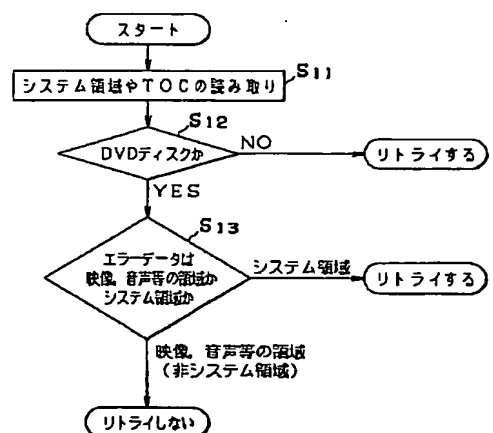 スタート
システム領域やTOCの読み取り
S11
DVDディスクか
S12
NO
リトライする
YES
S13
エラーデータは
映像，音声等の領域か
システム領域か
システム領域
リトライする
映像，音声等の領域
（非システム領域）
リトライしない